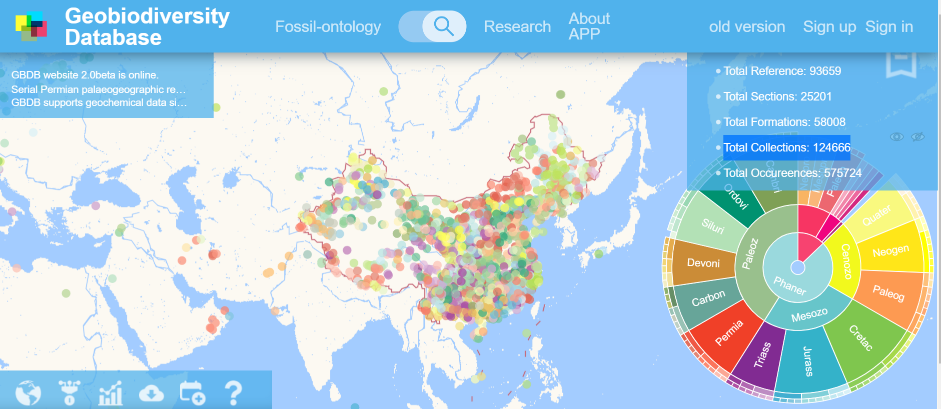 Geobiodiversity
Database
Fossil-ontology
Research
About
APP
old version
Sign up
Sign in
GBDB website 2.0beta is online.
Serial Permian palaeogeographic re...
GBDB supports geochemical data si...
Total Reference: 93659
Total Sections: 25201
Total Formations: 58008
Total Collections: 124666
Total Occureences: 575724
Ordovi
Siluri
Devoni
Carbon
Permia
Triass
Jurass
Cretac
Paleog
Neogen
Quater
Paleoz
Mesozo
Cenozo
Phaner
?